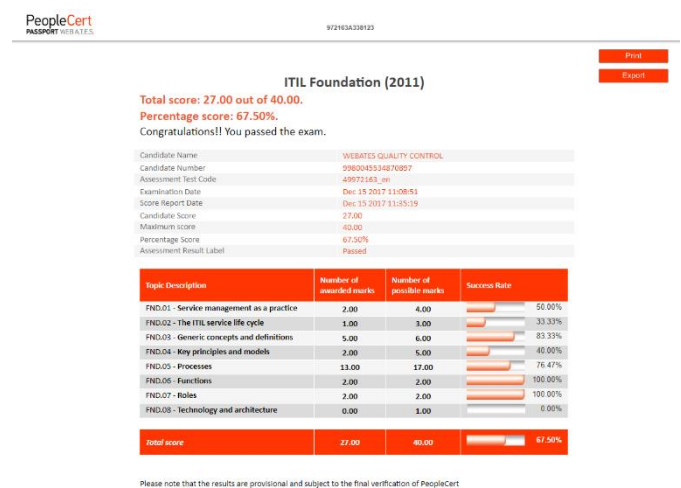 PeopleCert
PASSPORT WEBATES
972163A338123
Print
Export
ITIL Foundation (2011)
Total score: 27.00 out of 40.00.
Percentage score: 67.50%.
Congratulations!! You passed the exam.
Candidate Name WEBATES QUALITY CONTROL
Candidate Number 9980045534870897
Assessment Test Code 49972163_en
Examination Date Dec 15 2017 11:08:51
Score Report Date Dec 15 2017 11:35:19
Candidate Score 27.00
Maximum score 40.00
Percentage Score 67.50%
Assessment Result Label Passed
Topic Description Number of awarded marks Number of possible marks Success Rate
FND.01 - Service management as a practice 2.00 4.00 50.00%
FND.02 - The ITIL service life cycle 1.00 3.00 33.33%
FND.03 - Generic concepts and definitions 5.00 6.00 83.33%
FND.04 - Key principles and models 2.00 5.00 40.00%
FND.05 - Processes 13.00 17.00 76.47%
FND.06 - Functions 2.00 2.00 100.00%
FND.07 - Roles 2.00 2.00 100.00%
FND.08 - Technology and architecture 0.00 1.00 0.00%
Total score 27.00 40.00 67.50%
Please note that the results are provisional and subject to the final verification of PeopleCert